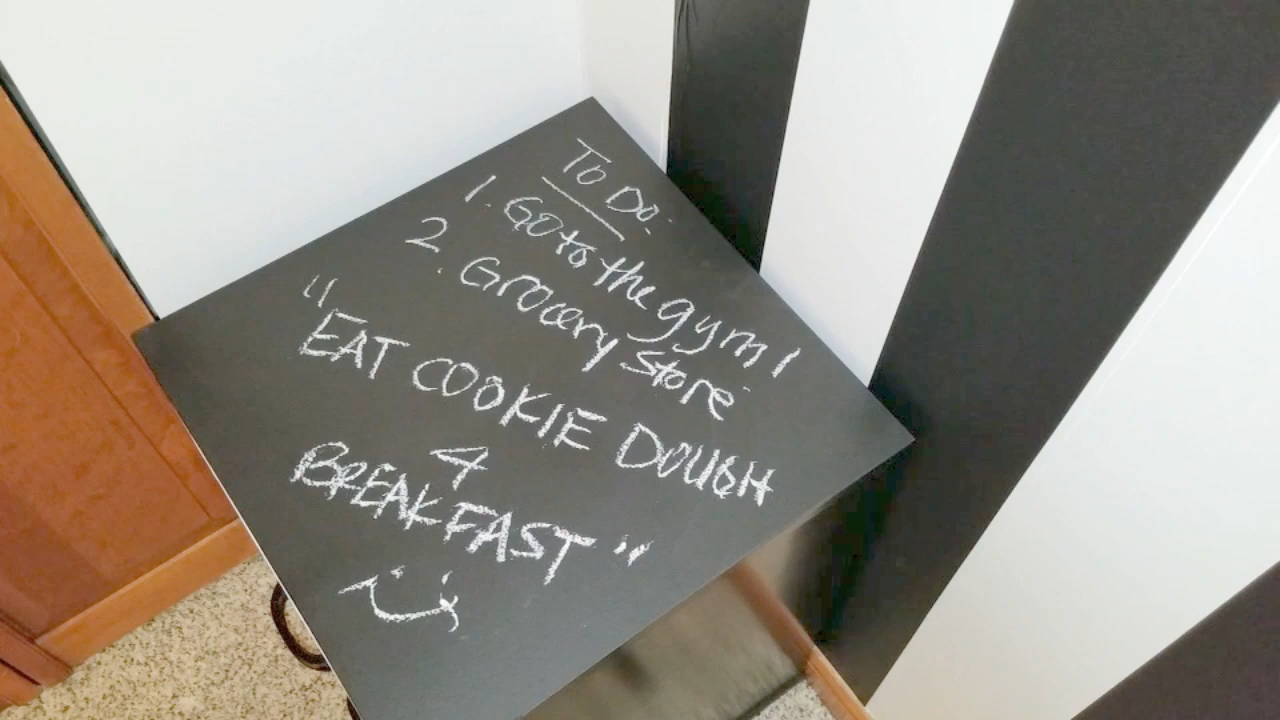 To Do:
1. Go to the gym!
2. Grocery Store
"EAT COOKIE DOUGH
4
BREAKFAST"